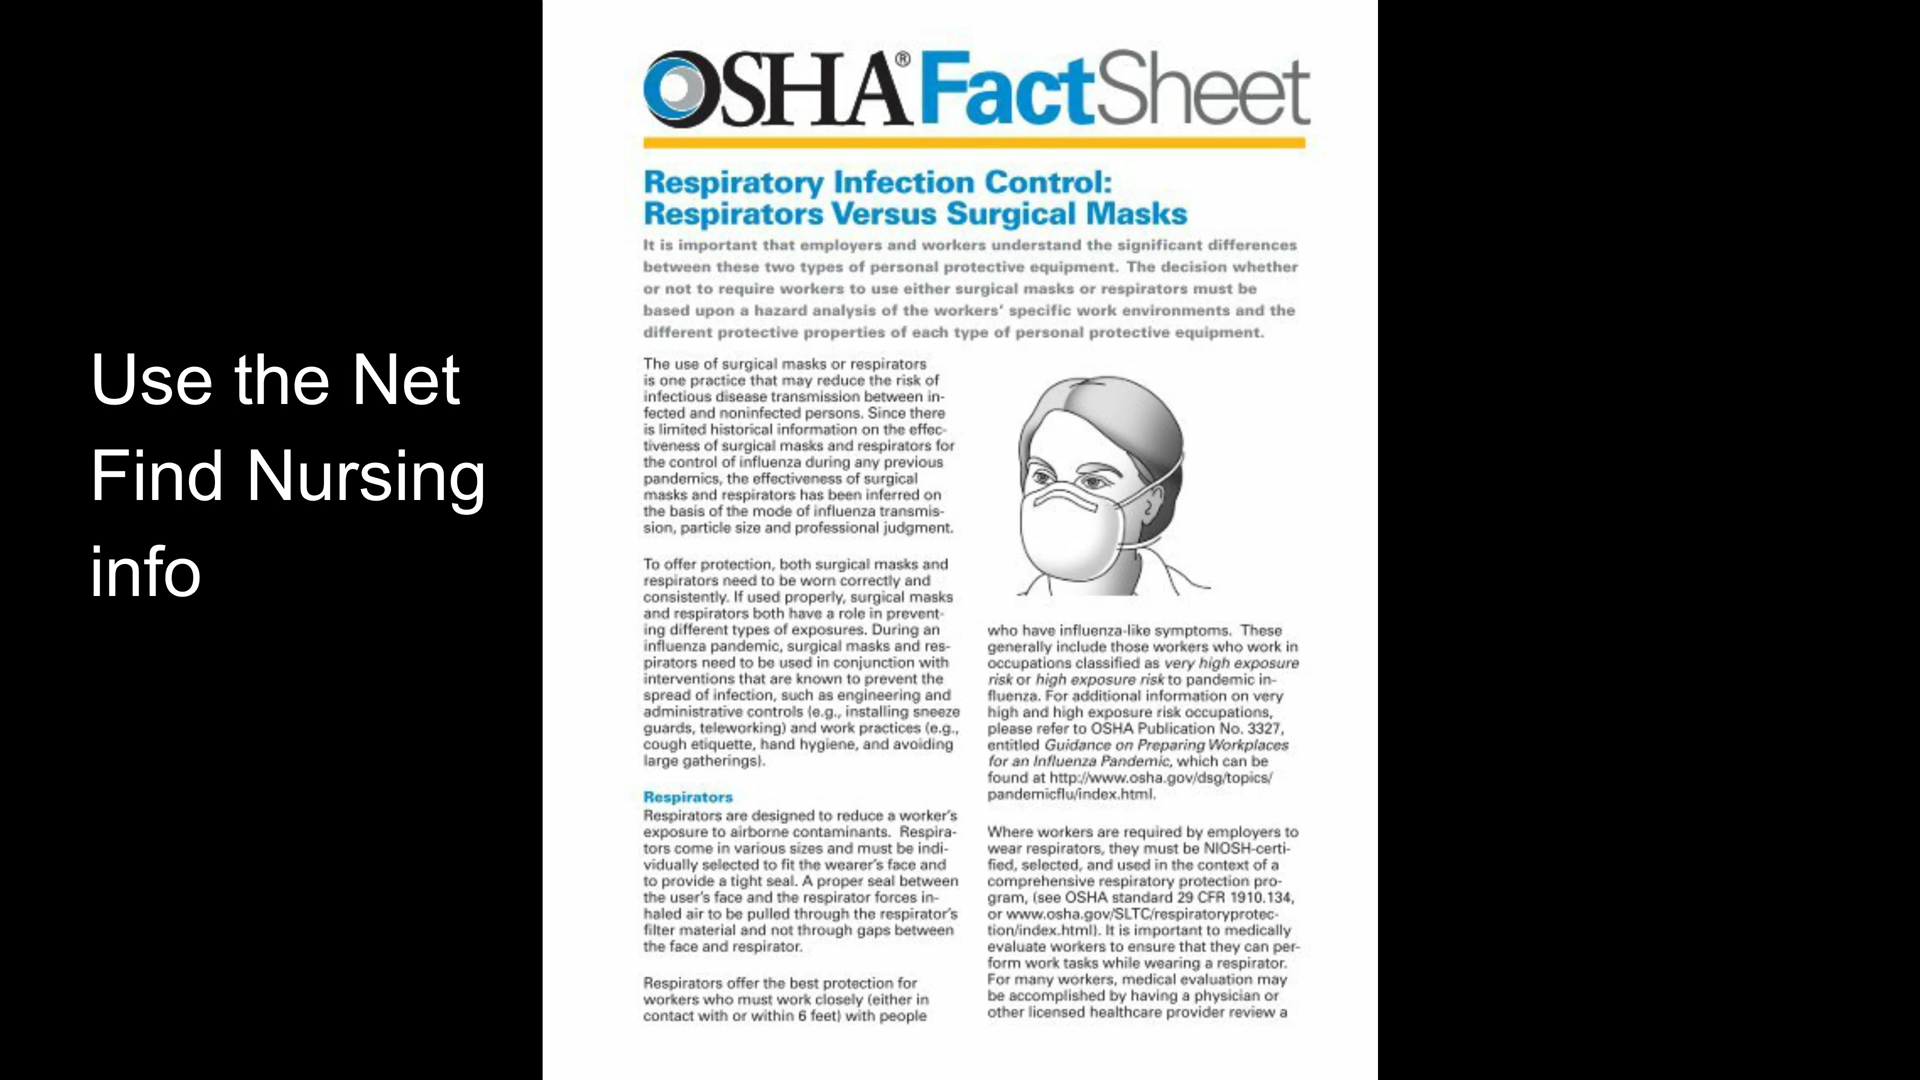 Use the Net
Find Nursing
info
OSHA® FactSheet
Respiratory Infection Control:
Respirators Versus Surgical Masks
It is important that employers and workers understand the significant differences
between these two types of personal protective equipment. The decision whether
or not to require workers to use either surgical masks or respirators must be
based upon a hazard analysis of the workers' specific work environments and the
different protective properties of each type of personal protective equipment.
The use of surgical masks or respirators
is one practice that may reduce the risk of
infectious disease transmission between in-
fected and noninfected persons. Since there
is limited historical information on the effec-
tiveness of surgical masks and respirators for
the control of influenza during any previous
pandemics, the effectiveness of surgical
masks and respirators has been inferred on
the basis of the mode of influenza transmis-
sion, particle size and professional judgment.
To offer protection, both surgical masks and
respirators need to be worn correctly and
consistently. If used properly, surgical masks
and respirators both have a role in prevent-
ing different types of exposures. During an
influenza pandemic, surgical masks and res-
pirators need to be used in conjunction with
interventions that are known to prevent the
spread of infection, such as engineering and
administrative controls (e.g., installing sneeze
guards, teleworking) and work practices (e.g.,
cough etiquette, hand hygiene, and avoiding
large gatherings).
Respirators
Respirators are designed to reduce a worker's
exposure to airborne contaminants. Respira-
tors come in various sizes and must be indi-
vidually selected to fit the wearer's face and
to provide a tight seal. A proper seal between
the user's face and the respirator forces in-
haled air to be pulled through the respirator's
filter material and not through gaps between
the face and respirator.
Respirators offer the best protection for
workers who must work closely (either in
contact with or within 6 feet) with people
who have influenza-like symptoms. These
generally include those workers who work in
occupations classified as very high exposure
risk or high exposure risk to pandemic in-
fluenza. For additional information on very
high and high exposure risk occupations,
please refer to OSHA Publication No. 3327,
entitled Guidance on Preparing Workplaces
for an Influenza Pandemic, which can be
found at http://www.osha.gov/dsg/topics/
pandemicflu/index.html.
Where workers are required by employers to
wear respirators, they must be NIOSH-certi-
fied, selected, and used in the context of a
comprehensive respiratory protection pro-
gram, (see OSHA standard 29 CFR 1910.134,
or www.osha.gov/SLTC/respiratoryprotec-
tion/index.html). It is important to medically
evaluate workers to ensure that they can per-
form work tasks while wearing a respirator.
For many workers, medical evaluation may
be accomplished by having a physician or
other licensed healthcare provider review a